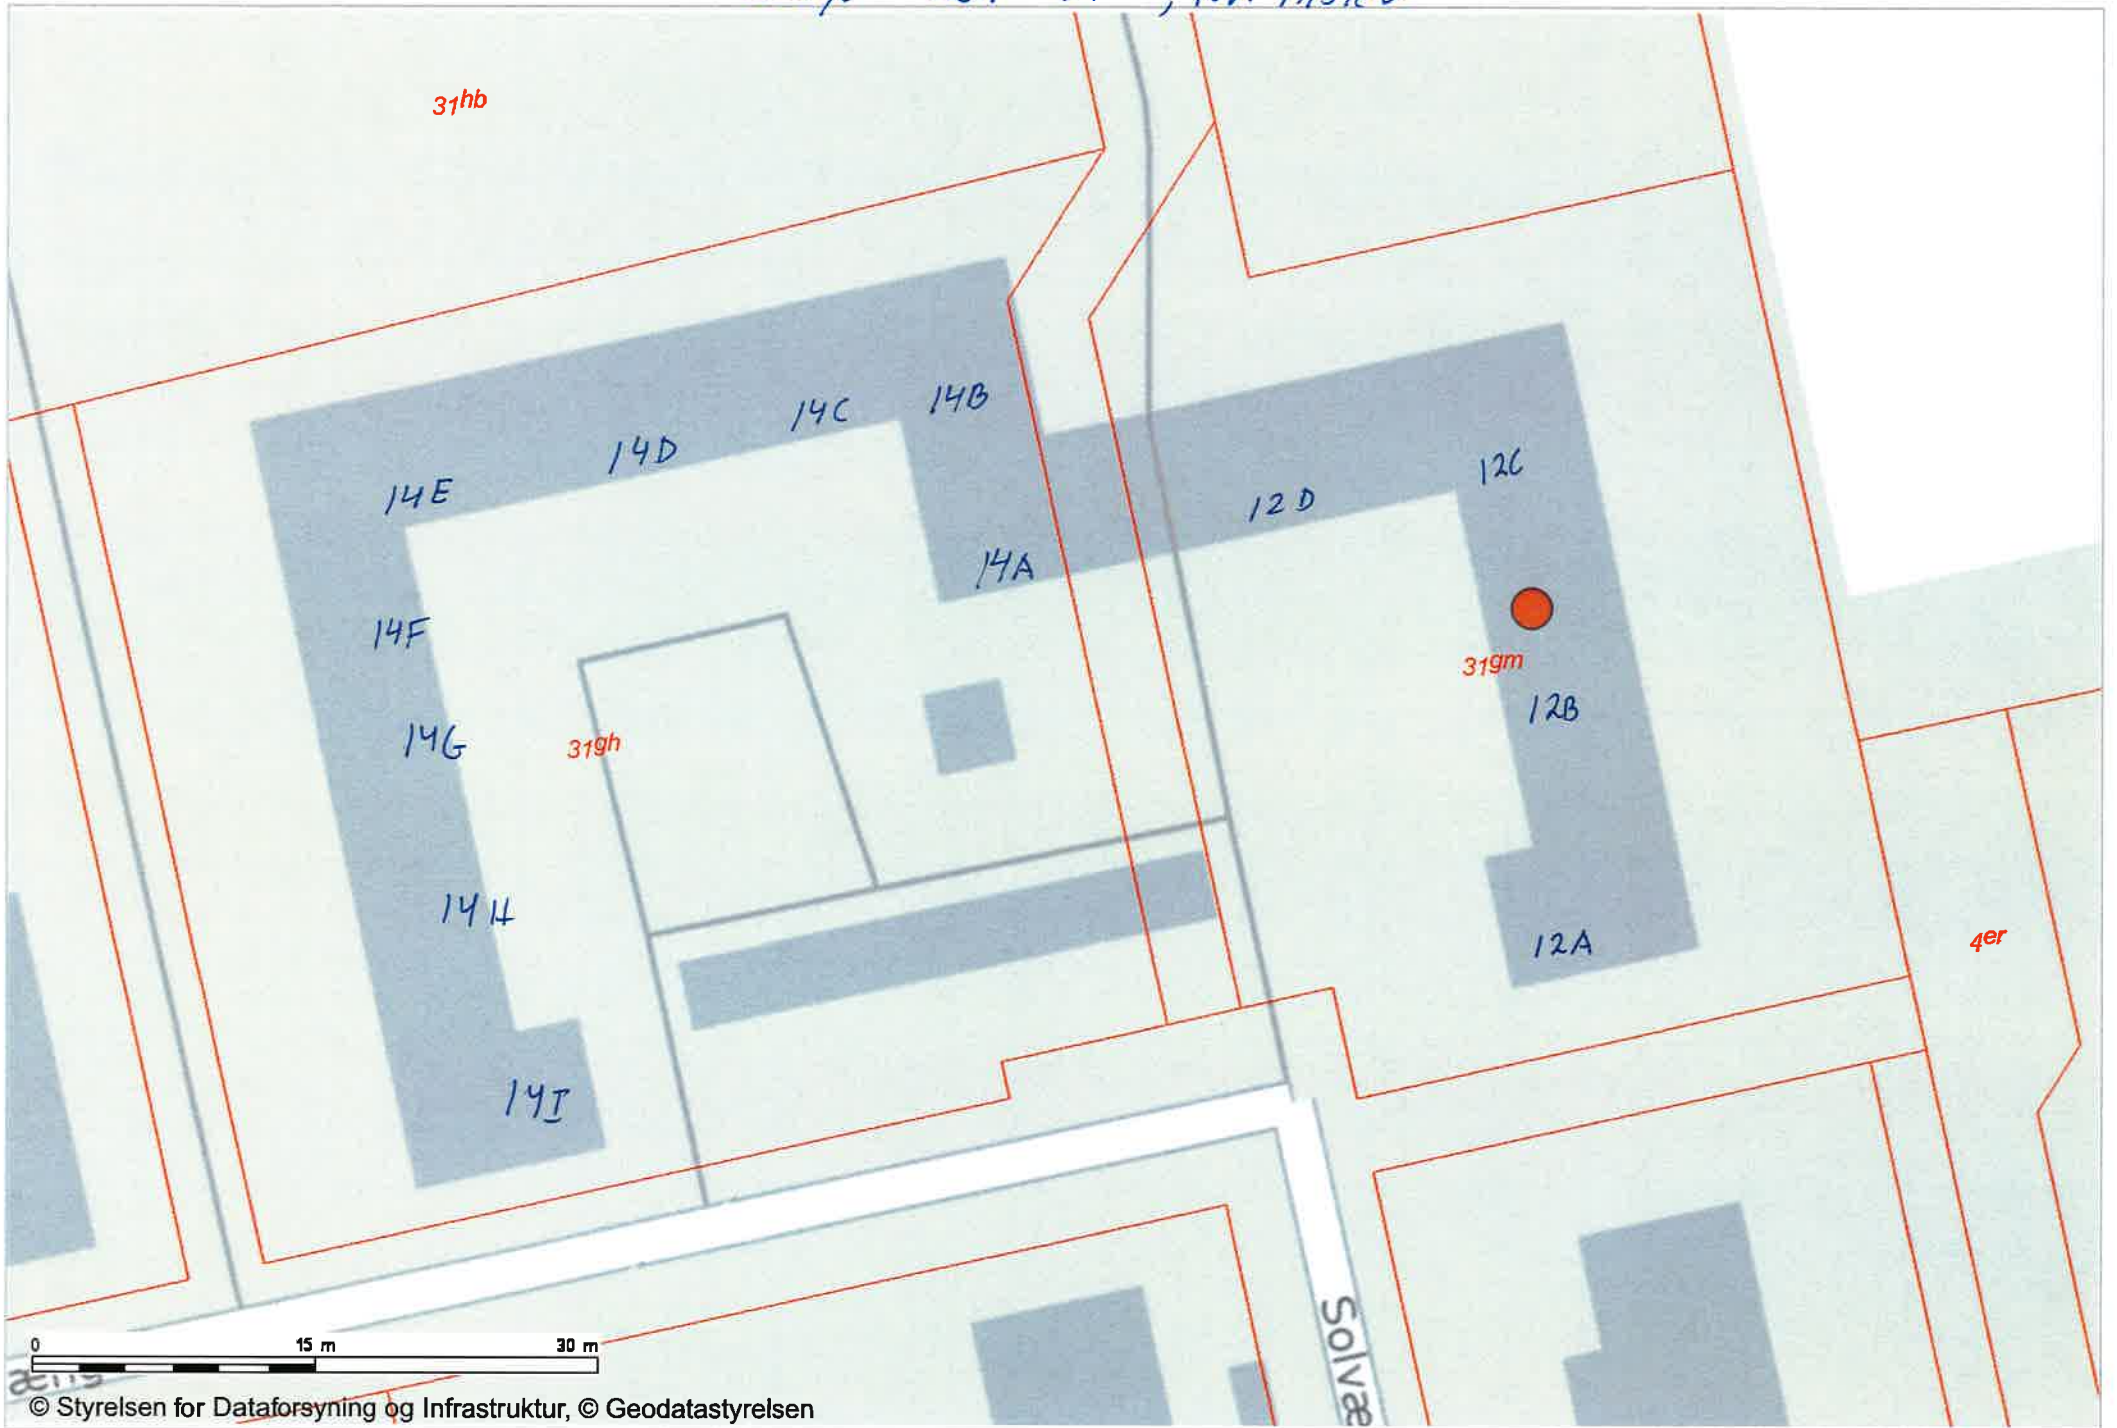 31hb
14B
14C
14D
14E
12C
12D
14A
14F
31gm
12B
14G
31gh
14H
12A
4er
14I
Solvæ
0 15 m 30 m
© Styrelsen for Dataforsyning og Infrastruktur, © Geodatastyrelsen